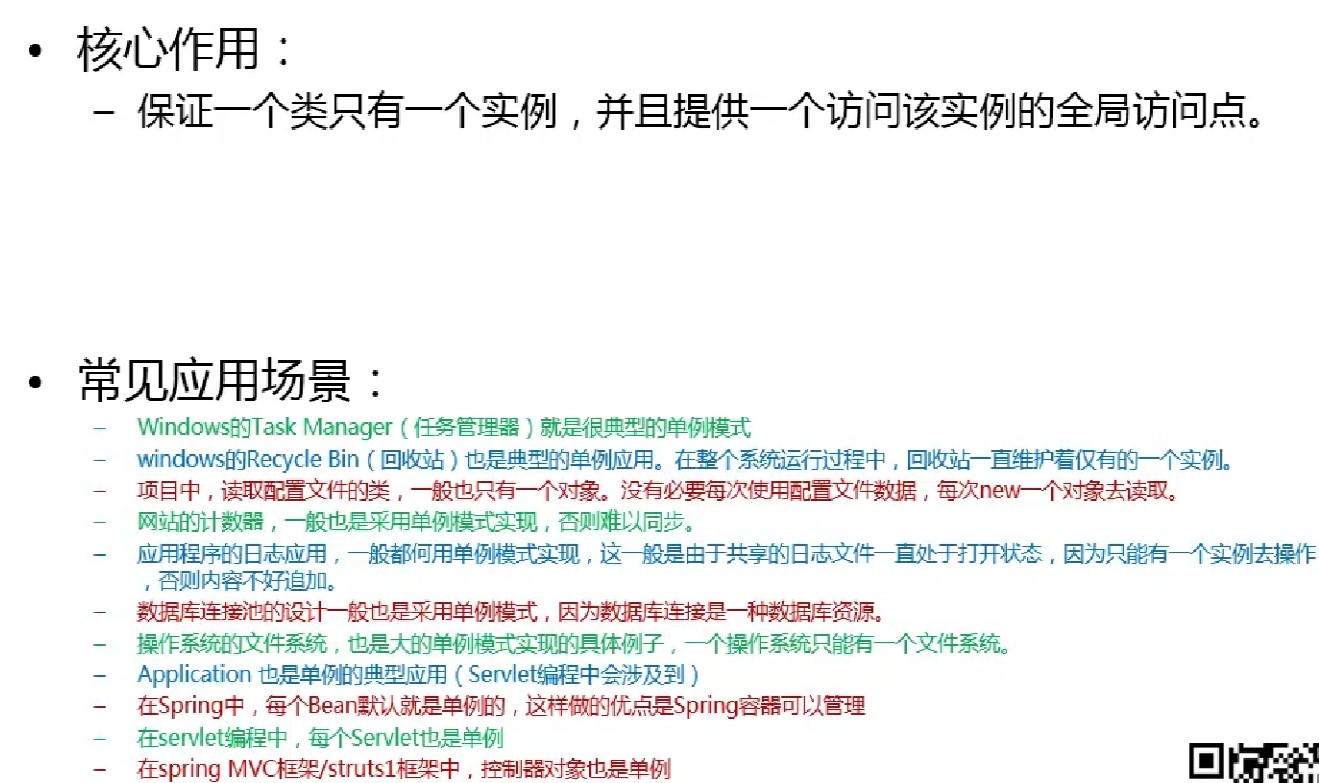 • 核心作用：
– 保证一个类只有一个实例，并且提供一个访问该实例的全局访问点。
• 常见应用场景：
– Windows的Task Manager（任务管理器）就是很典型的单例模式
– windows的Recycle Bin（回收站）也是典型的单例应用。在整个系统运行过程中，回收站一直维护着仅有的一个实例。
– 项目中，读取配置文件的类，一般也只有一个对象。没有必要每次使用配置文件数据，每次new一个对象去读取。
– 网站的计数器，一般也是采用单例模式实现，否则难以同步。
– 应用程序的日志应用，一般都何用单例模式实现，这一般是由于共享的日志文件一直处于打开状态，因为只能有一个实例去操作
，否则内容不好追加。
– 数据库连接池的设计一般也是采用单例模式，因为数据库连接是一种数据库资源。
– 操作系统的文件系统，也是大的单例模式实现的具体例子，一个操作系统只能有一个文件系统。
– Application 也是单例的典型应用（Servlet编程中会涉及到）
– 在Spring中，每个Bean默认就是单例的，这样做的优点是Spring容器可以管理
– 在servlet编程中，每个Servlet也是单例
– 在spring MVC框架/struts1框架中，控制器对象也是单例